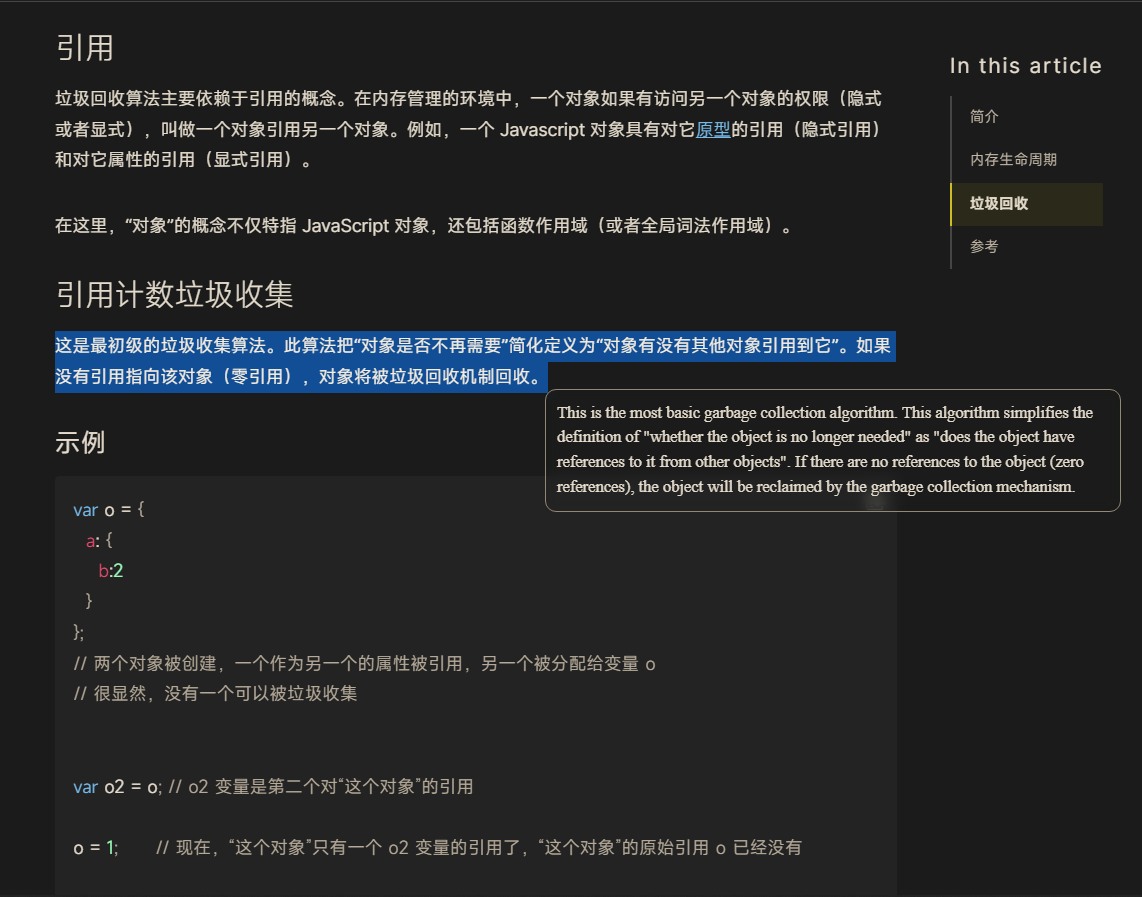 引用
垃圾回收算法主要依赖于引用的概念。在内存管理的环境中，一个对象如果有访问另一个对象的权限（隐式
或者显式），叫做一个对象引用另一个对象。例如，一个 Javascript 对象具有对它原型的引用（隐式引用）
和对它属性的引用（显式引用）。
在这里，“对象”的概念不仅特指 JavaScript 对象，还包括函数作用域（或者全局词法作用域）。
引用计数垃圾收集
这是最初级的垃圾收集算法。此算法把“对象是否不再需要”简化定义为“对象有没有其他对象引用到它”。如果
没有引用指向该对象（零引用），对象将被垃圾回收机制回收。
This is the most basic garbage collection algorithm. This algorithm simplifies the
definition of "whether the object is no longer needed" as "does the object have
references to it from other objects". If there are no references to the object (zero
references), the object will be reclaimed by the garbage collection mechanism.
示例
var o = {
a: {
b:2
}
};
// 两个对象被创建，一个作为另一个的属性被引用，另一个被分配给变量 o
// 很显然，没有一个可以被垃圾收集
var o2 = o; // o2 变量是第二个对“这个对象”的引用
o = 1; // 现在，“这个对象”只有一个 o2 变量的引用了，“这个对象”的原始引用 o 已经没有
In this article
简介
内存生命周期
垃圾回收
参考